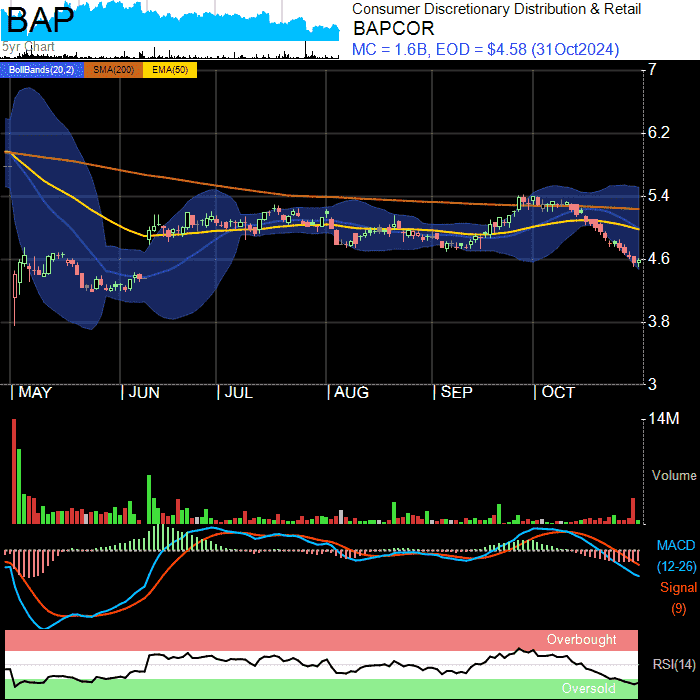 BAP
5yr Chart
Consumer Discretionary Distribution & Retail
BAPCOR
MC = 1.6B, EOD = $4.58 (31Oct2024)
BollBands(20,2) SMA(200) EMA(50)
7
6.2
5.4
4.6
3.8
3
MAY JUN JUL AUG SEP OCT
14M
Volume
MACD
(12-26)
Signal
(9)
Overbought
RSI(14)
Oversold